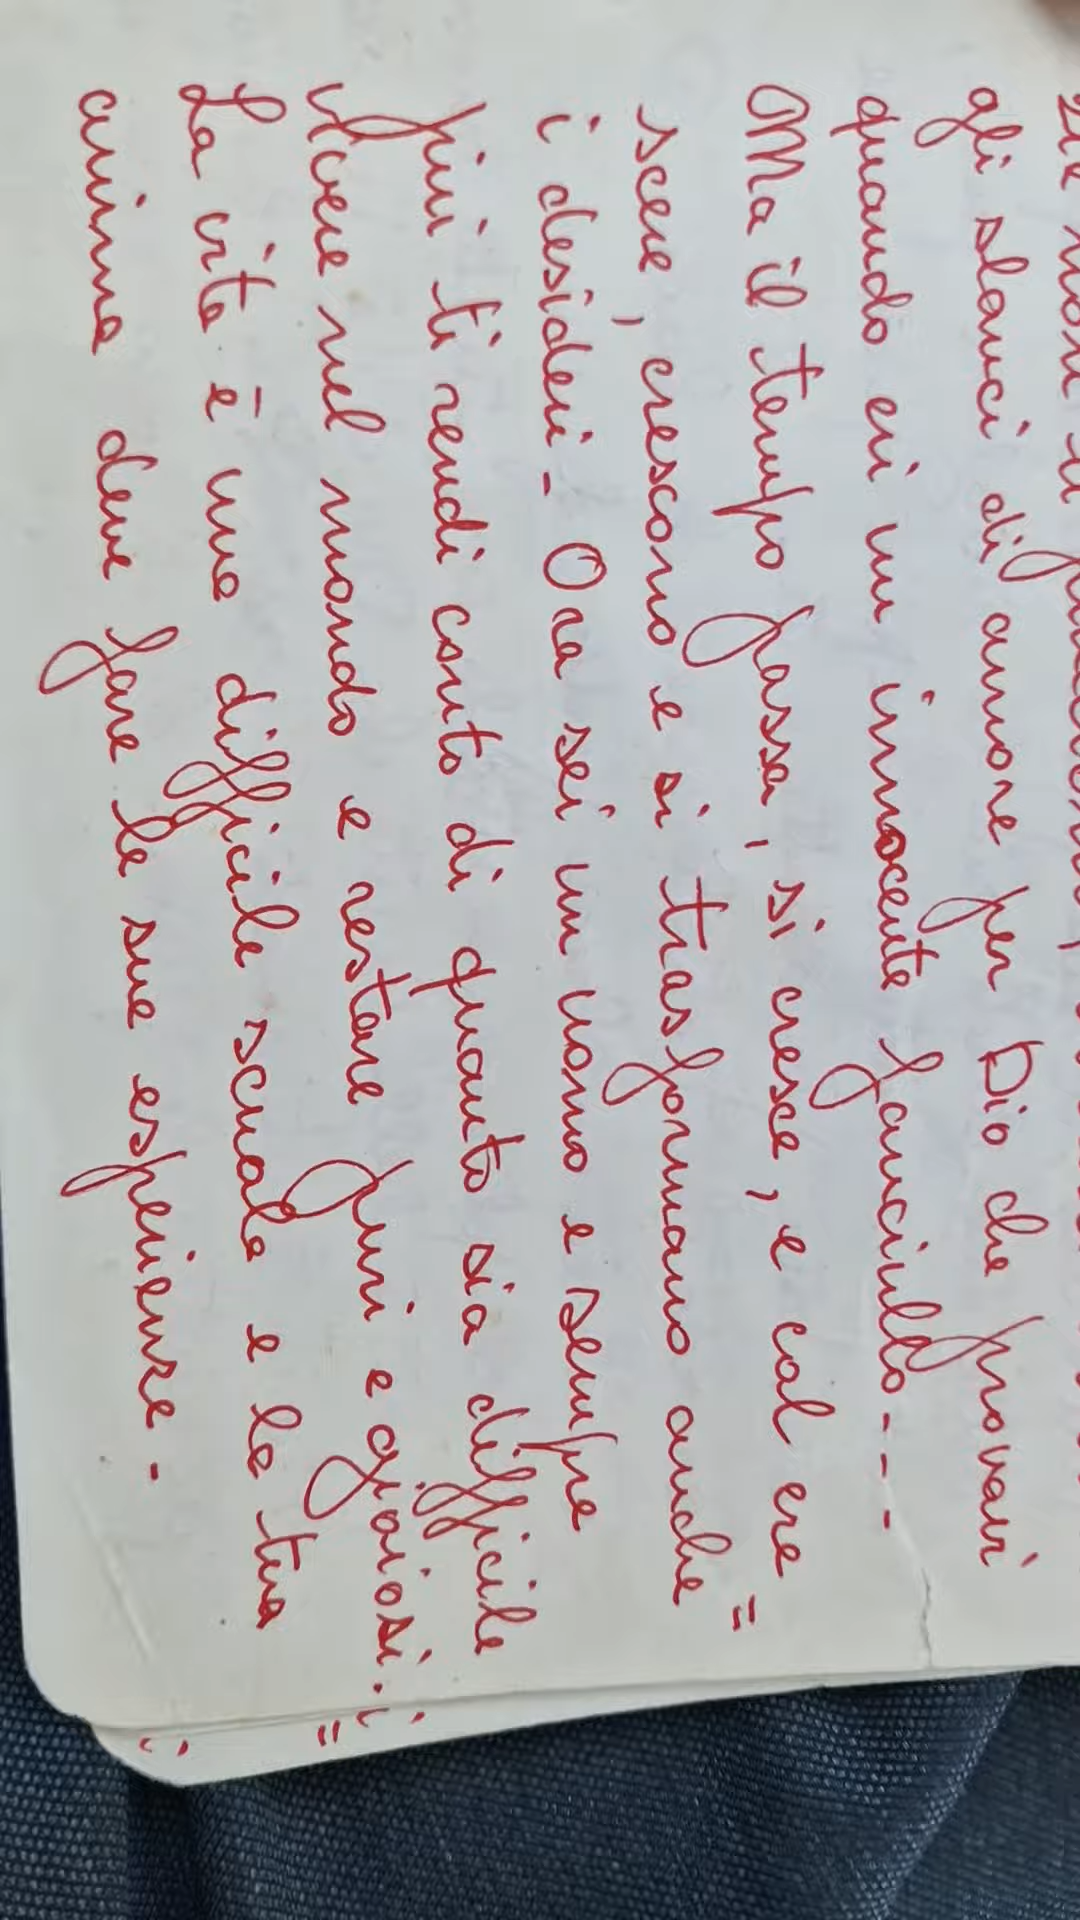 gli slanci di amore per Dio che provavi
quando eri un innocente fanciullo---
Ma il tempo passa, si cresce, e col cre=
scere, crescono e si trasformano anche
i desideri- Ora sei un uomo e sempre
più ti rendi conto di quanto sia difficile
vivere nel mondo e restare puri e gioiosi.
La vita è una difficile scuola e la tua
anima deve fare le sue esperienze-